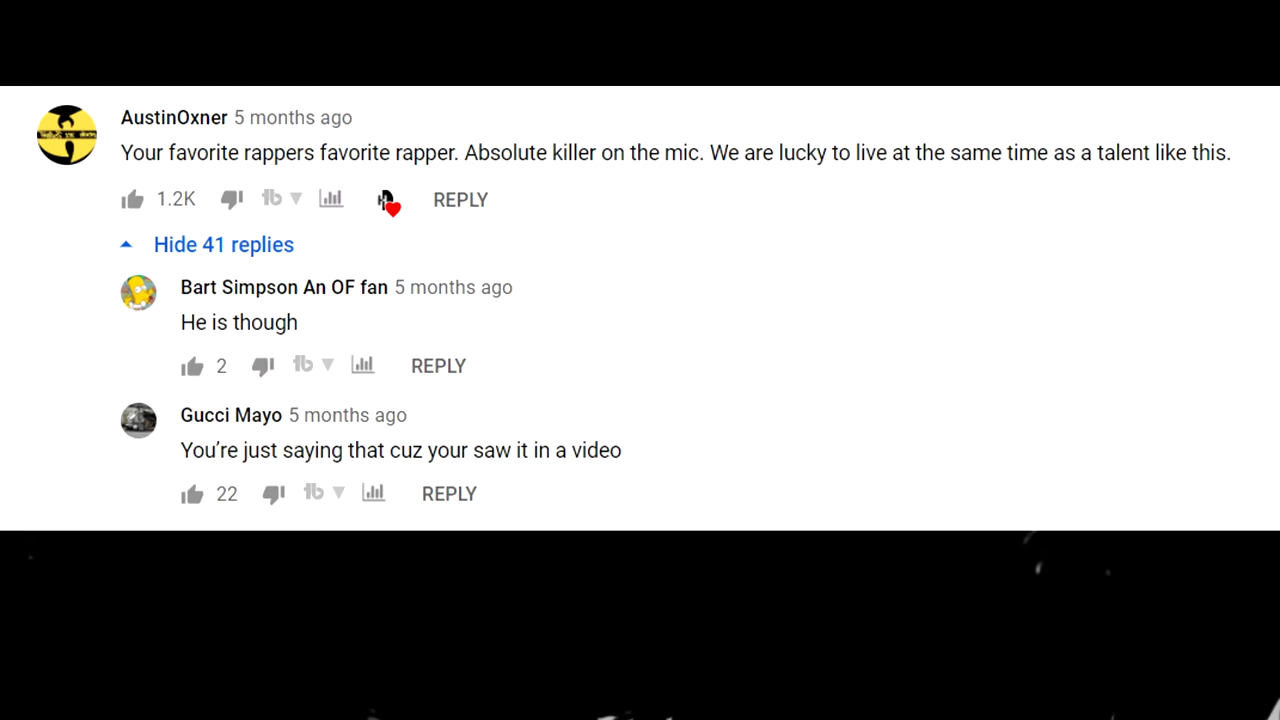 AustinOxner 5 months ago
Your favorite rappers favorite rapper. Absolute killer on the mic. We are lucky to live at the same time as a talent like this.
1.2K REPLY
Hide 41 replies
Bart Simpson An OF fan 5 months ago
He is though
2 REPLY
Gucci Mayo 5 months ago
You’re just saying that cuz your saw it in a video
22 REPLY